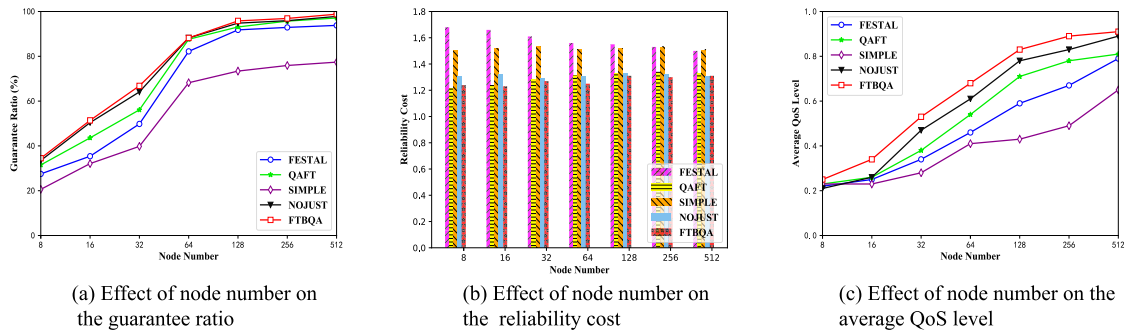 100
80
60
40
20
0
Guarantee Ratio (%)
8 16 32 64 128 256 512
Node Number
FESTAL
QAFT
SIMPLE
NOJUST
FTBQA
(a) Effect of node number on
the guarantee ratio
1.8
1.6
1.4
1.2
1.0
0.8
0.6
0.4
0.2
0.0
Reliability Cost
8 16 32 64 128 256 512
Node Number
FESTAL
QAFT
SIMPLE
NOJUST
FTBQA
(b) Effect of node number on
the reliability cost
1.0
0.8
0.6
0.4
0.2
0.0
Average QoS Level
8 16 32 64 128 256 512
Node Number
FESTAL
QAFT
SIMPLE
NOJUST
FTBQA
(c) Effect of node number on the
average QoS level